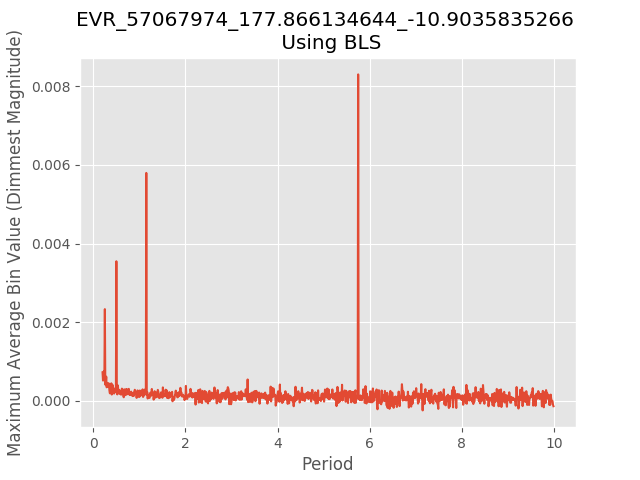 EVR_57067974_177.866134644_-10.9035835266
Using BLS
Maximum Average Bin Value (Dimmest Magnitude)
0.008
0.006
0.004
0.002
0.000
0
2
4
6
8
10
Period